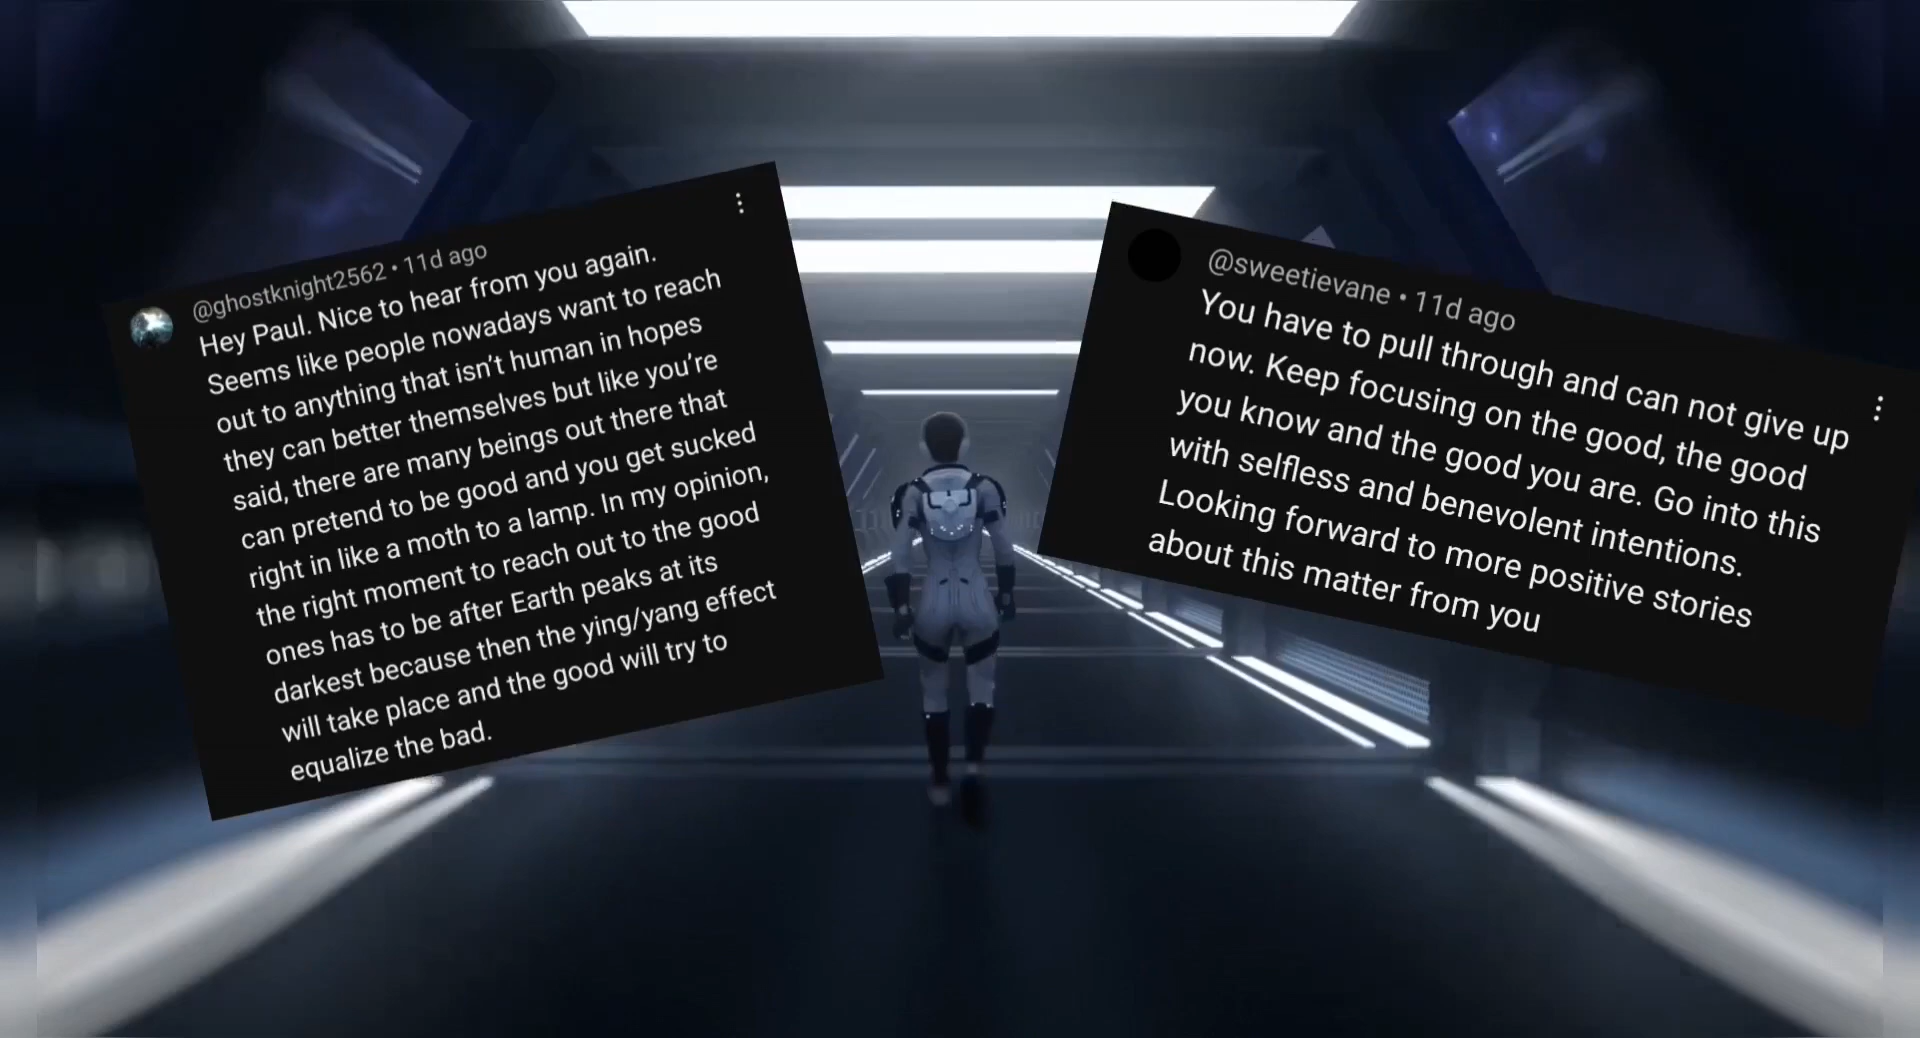 @ghostknight2562 • 11d ago
Hey Paul. Nice to hear from you again.
Seems like people nowadays want to reach
out to anything that isn't human in hopes
they can better themselves but like you're
said, there are many beings out there that
can pretend to be good and you get sucked
right in like a moth to a lamp. In my opinion,
the right moment to reach out to the good
ones has to be after Earth peaks at its
darkest because then the ying/yang effect
will take place and the good will try to
equalize the bad.
@sweetievane • 11d ago
You have to pull through and can not give up
now. Keep focusing on the good, the good
you know and the good you are. Go into this
with selfless and benevolent intentions.
Looking forward to more positive stories
about this matter from you